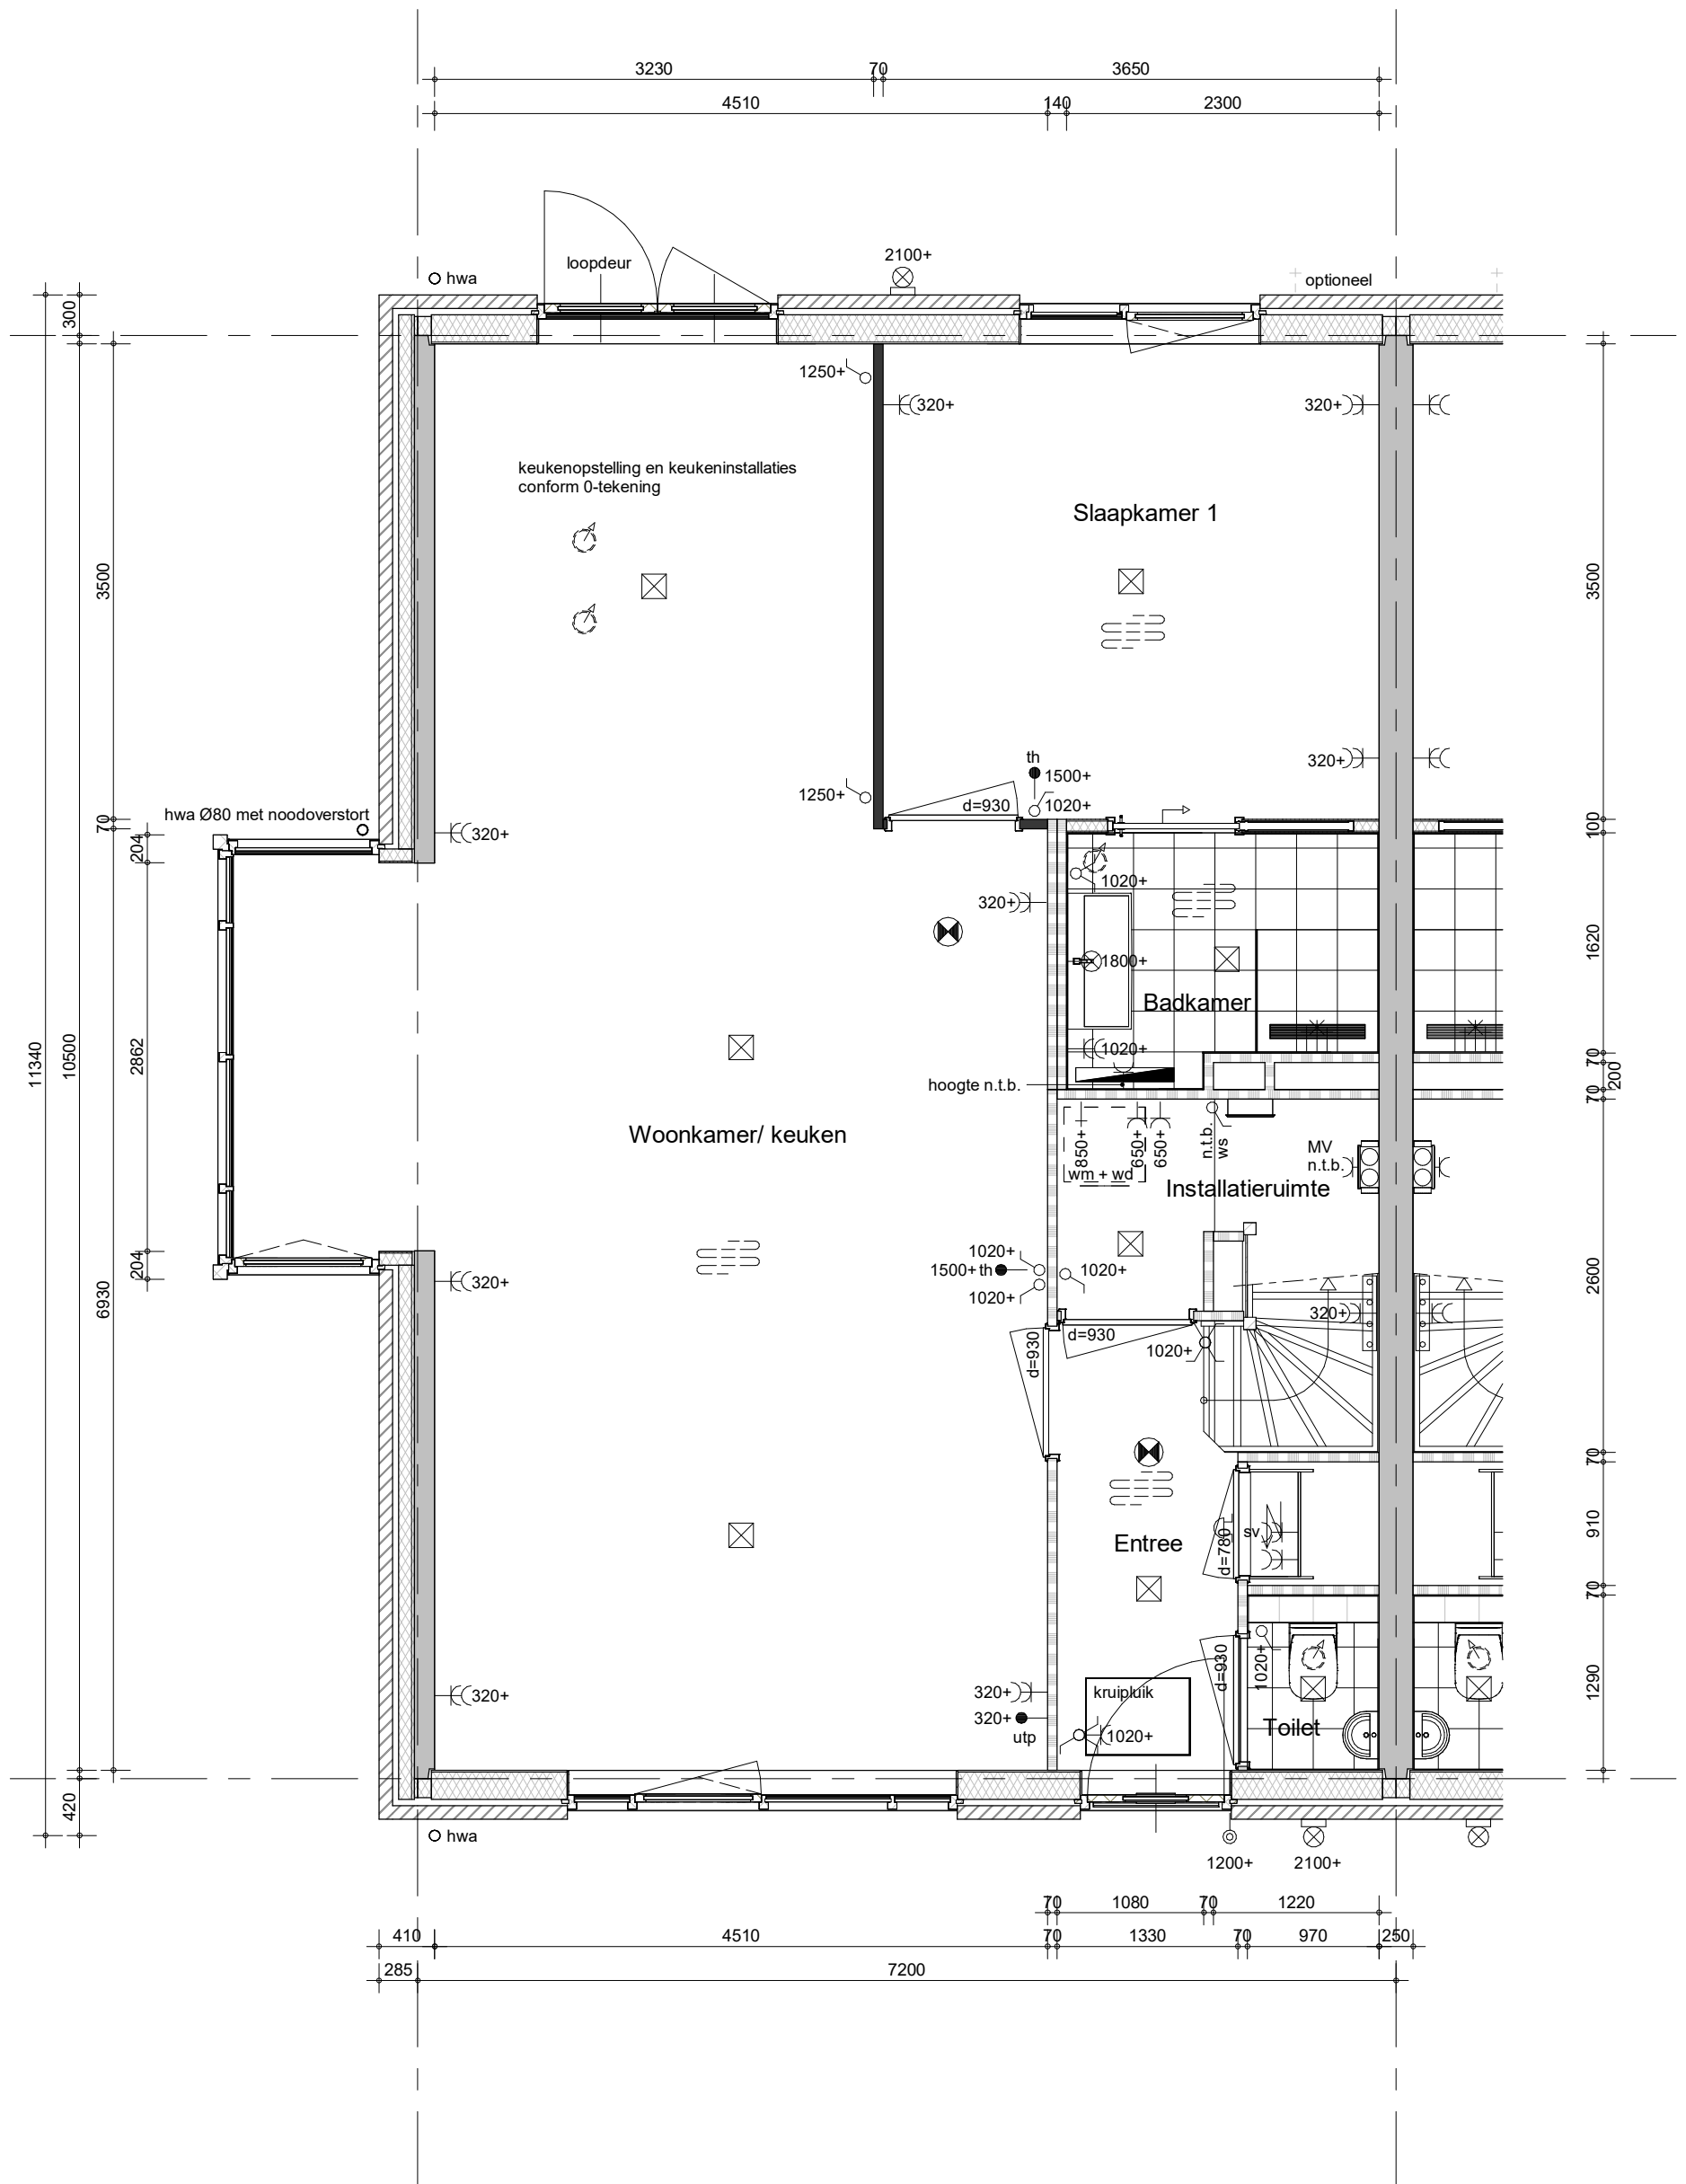 3230
70
3650
4510
140
2300
loopdeur
2100+
hwa
optioneel
300
1250+
320+
320+
keukenopstelling en keukeninstallaties
conform 0-tekening
Slaapkamer 1
3500
3500
th
1500+
320+
1250+
d=930
1020+
hwa Ø80 met noodoverstort
70
204
320+
100
1020+
320+
1620
1800+
Badkamer
11340
10500
2862
1020+
70
hoogte n.t.b.
200
70
Woonkamer/ keuken
850+
650+
650+
n.t.b.
ws
MV
n.t.b.
wm + wd
Installatieruimte
1020+
1500+
th
1020+
1020+
204
320+
6930
2600
320+
d=930
d=930
1020+
70
910
Entree
d=780
sv
70
d=930
1020+
1290
320+
320+
kruipluik
320+
utp
1020+
Toilet
420
hwa
1200+
2100+
70
1080
70
1220
410
4510
70
1330
70
970
250
285
7200